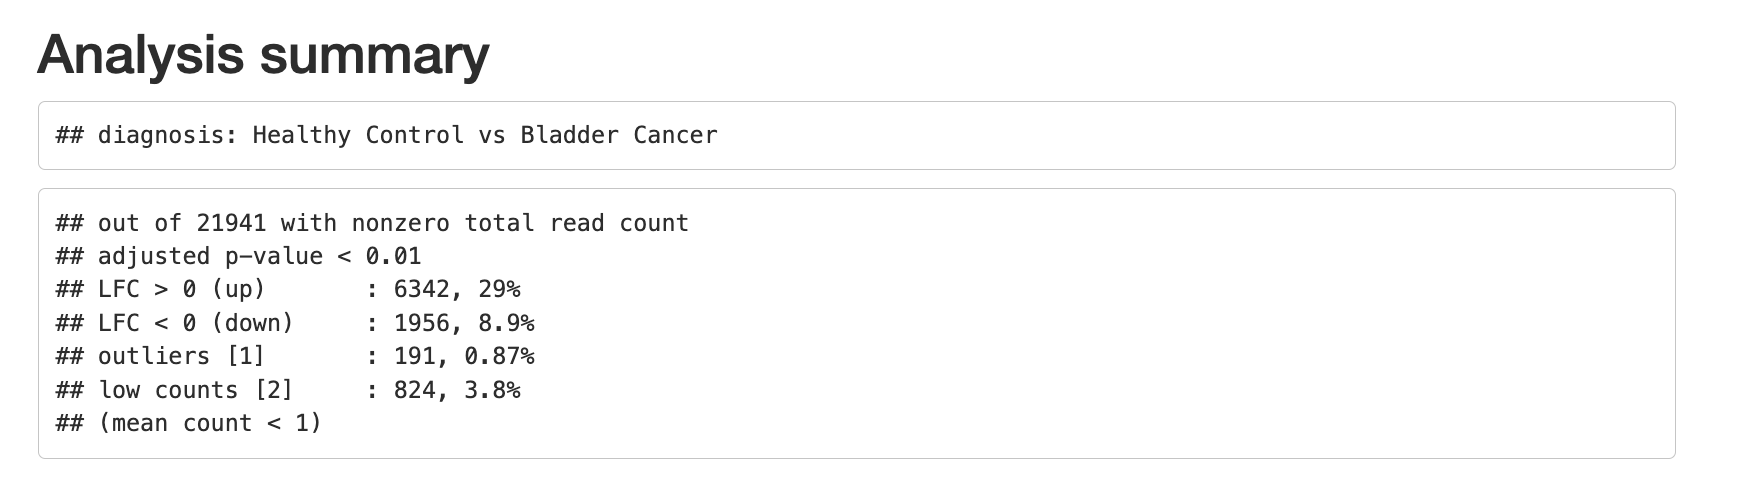 Analysis summary
## diagnosis: Healthy Control vs Bladder Cancer
## out of 21941 with nonzero total read count
## adjusted p-value < 0.01
## LFC > 0 (up)       : 6342, 29%
## LFC < 0 (down)     : 1956, 8.9%
## outliers [1]       : 191, 0.87%
## low counts [2]     : 824, 3.8%
## (mean count < 1)